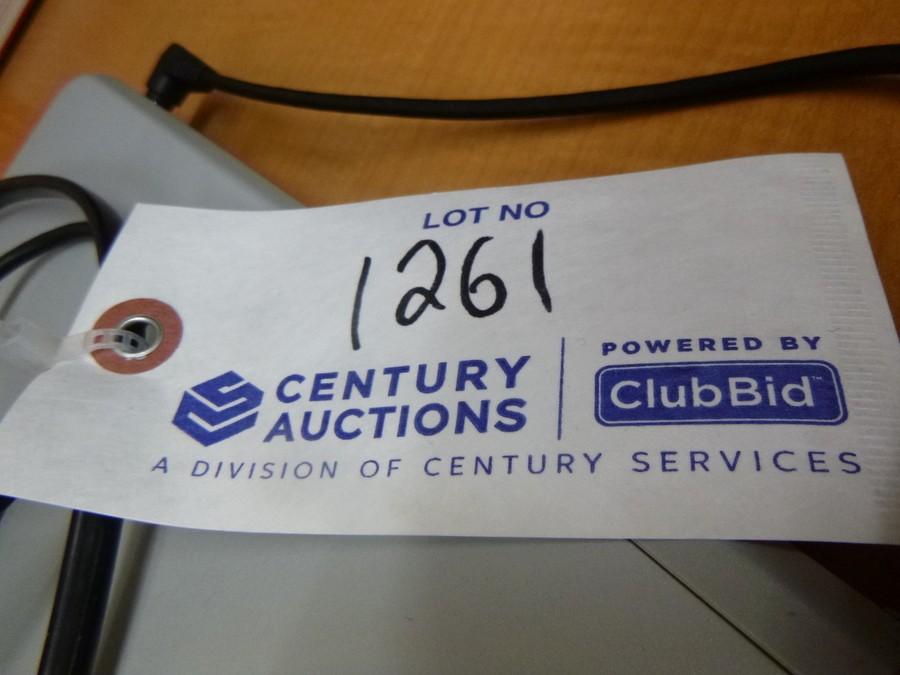 LOT NO
1261
CENTURY AUCTIONS
POWERED BY
ClubBid™
A DIVISION OF CENTURY SERVICES